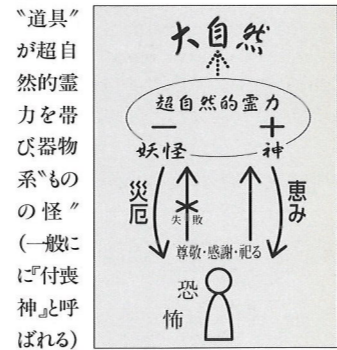 〝道具〟
が超自
然的霊
力を帯
び、器物
系〝もの
の怪〟
(一般に
に『付喪
神』と呼
ばれる)
大自然
超自然的霊力
− +
妖怪 神
災厄
失敗
恵み
尊敬・感謝・祀る
恐怖